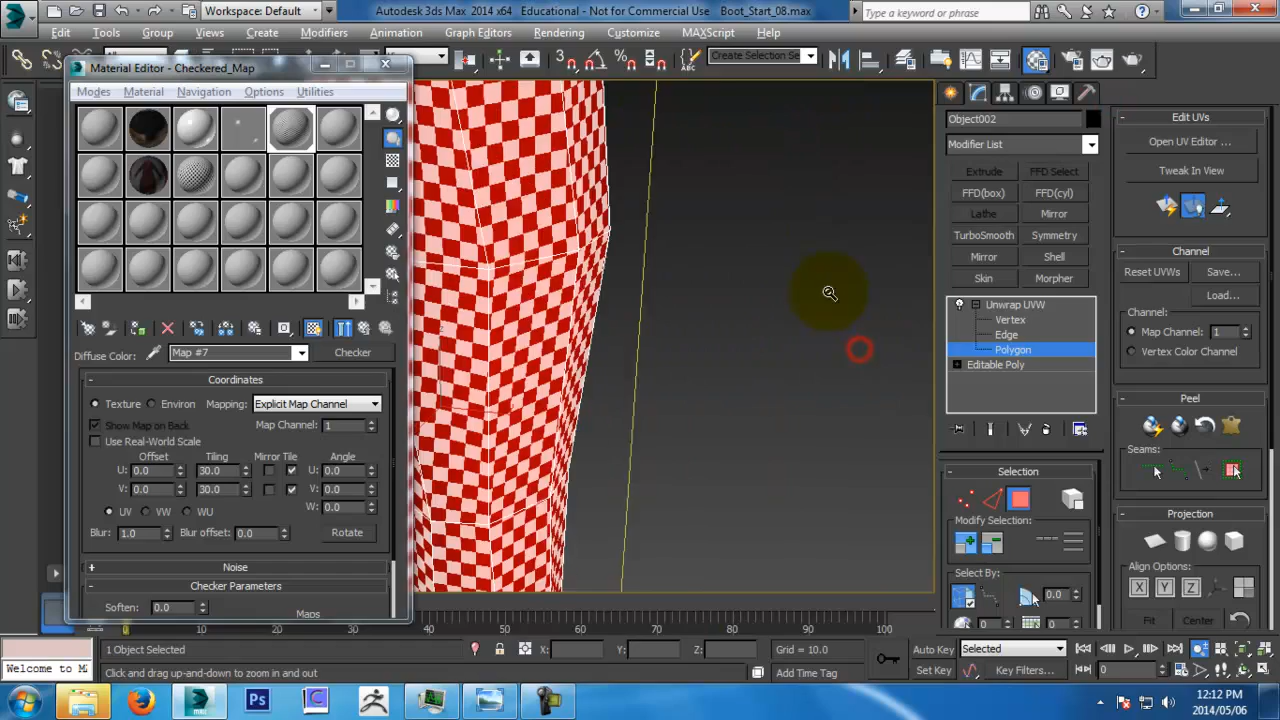 Workspace: Default
Autodesk 3ds Max 2014 x64 Educational - Not for Commercial Use Boot_Start_08.max
Type a keyword or phrase
Edit Tools Group Views Create Modifiers Animation Graph Editors Rendering Customize MAXScript Help
Create Selection Se
Material Editor - Checkered_Map
Modes Material Navigation Options Utilities
Diffuse Color: Map #7 Checker
Coordinates
Texture Environ Mapping: Explicit Map Channel
Show Map on Back Map Channel: 1
Use Real-World Scale
Offset Tiling Mirror Tile Angle
U: 0.0 30.0 U: 0.0
V: 0.0 30.0 V: 0.0
UV VW WU W: 0.0
Blur: 1.0 Blur offset: 0.0 Rotate
Noise
Checker Parameters
Soften: 0.0 Maps
Object002
Modifier List
Extrude FFD Select
FFD(box) FFD(cyl)
Lathe Mirror
TurboSmooth Symmetry
Mirror Shell
Skin Morpher
Unwrap UVW
Vertex
Edge
Polygon
Editable Poly
Selection
Modify Selection:
Select By:
0.0
0 0
Edit UVs
Open UV Editor ...
Tweak In View
Channel
Reset UVWs Save...
Load...
Channel:
Map Channel: 1
Vertex Color Channel
Peel
Seams:
Projection
Align Options:
X Y Z
Fit Center
0 10 20 30 40 50 60 70 80 90 100
1 Object Selected X: Y: Z: Grid = 10.0 Auto Key Selected
Welcome to M Click and drag to zoom in and out Add Time Tag Set Key Key Filters... 0
Ps
12:12 PM
2014/05/06